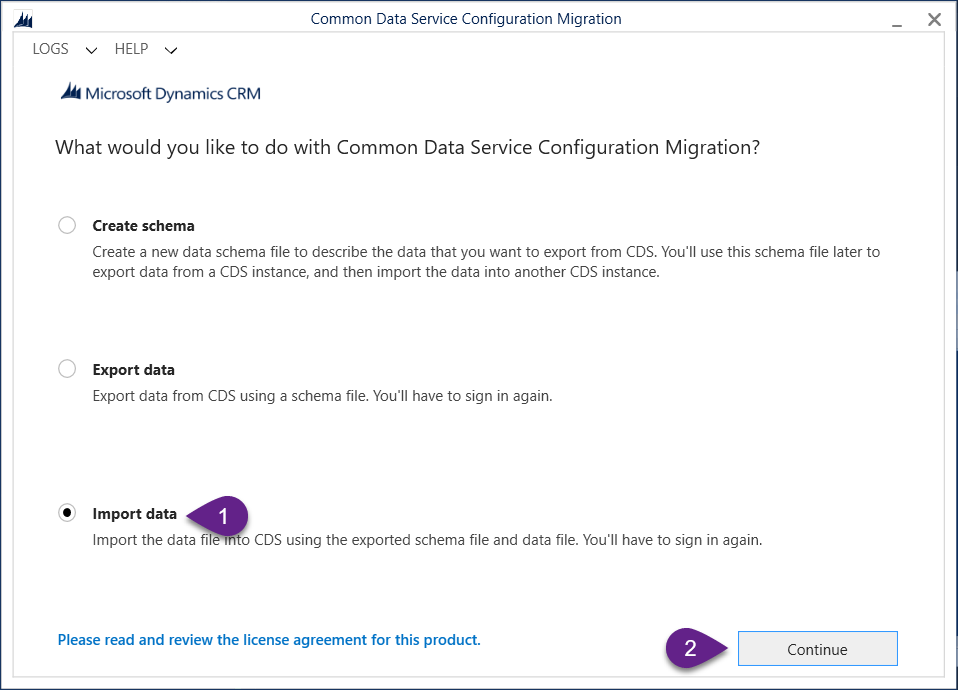 Common Data Service Configuration Migration
LOGS HELP
Microsoft Dynamics CRM
What would you like to do with Common Data Service Configuration Migration?
Create schema
Create a new data schema file to describe the data that you want to export from CDS. You'll use this schema file later to
export data from a CDS instance, and then import the data into another CDS instance.
Export data
Export data from CDS using a schema file. You'll have to sign in again.
Import data 1
Import the data file into CDS using the exported schema file and data file. You'll have to sign in again.
Please read and review the license agreement for this product.
2 Continue